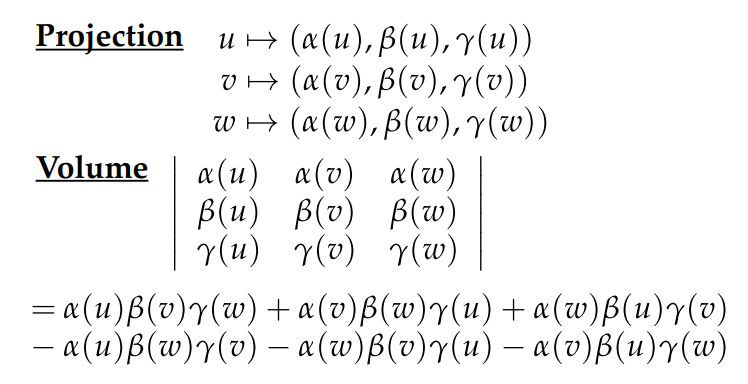 Projection u ↦ (α(u), β(u), γ(u))
v ↦ (α(v), β(v), γ(v))
w ↦ (α(w), β(w), γ(w))
Volume | α(u) α(v) α(w) |
| β(u) β(v) β(w) |
| γ(u) γ(v) γ(w) |
= α(u)β(v)γ(w) + α(v)β(w)γ(u) + α(w)β(u)γ(v)
− α(u)β(w)γ(v) − α(w)β(v)γ(u) − α(v)β(u)γ(w)